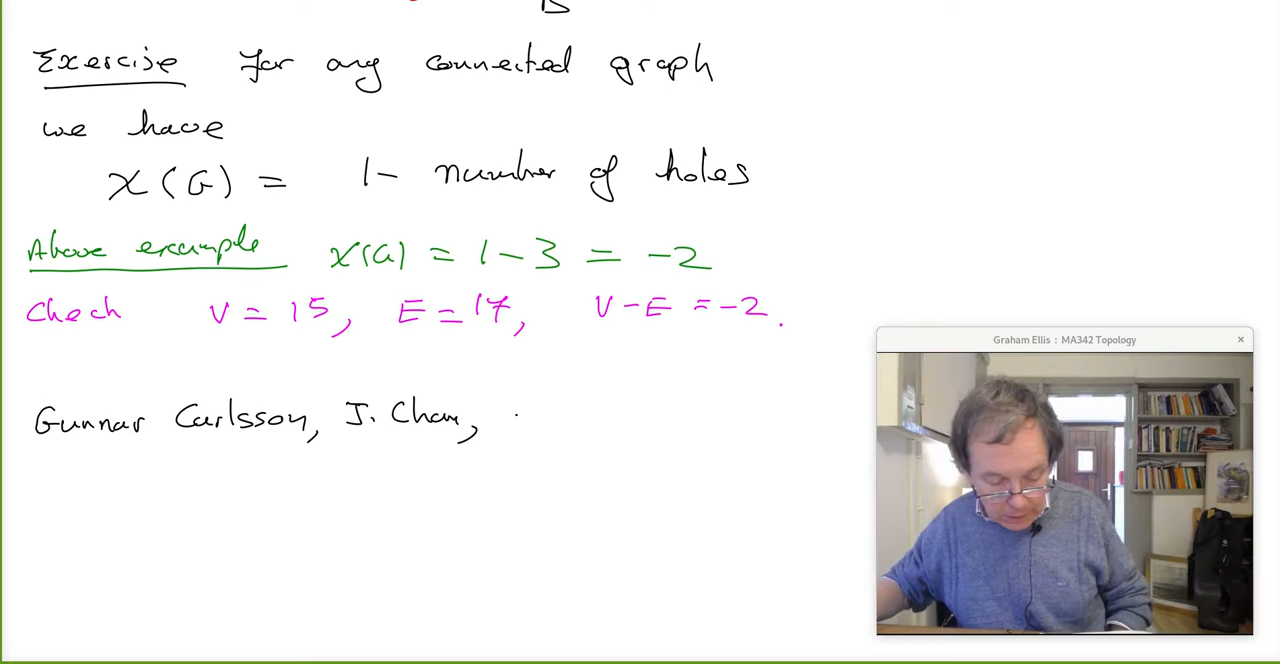 Exercise for any connected graph
we have
χ(G) = 1- number of holes
Above example χ(G) = 1 - 3 = -2
Check V = 15, E = 17, V - E = -2.
Graham Ellis : MA342 Topology
Gunnar Carlsson, J. Chan,